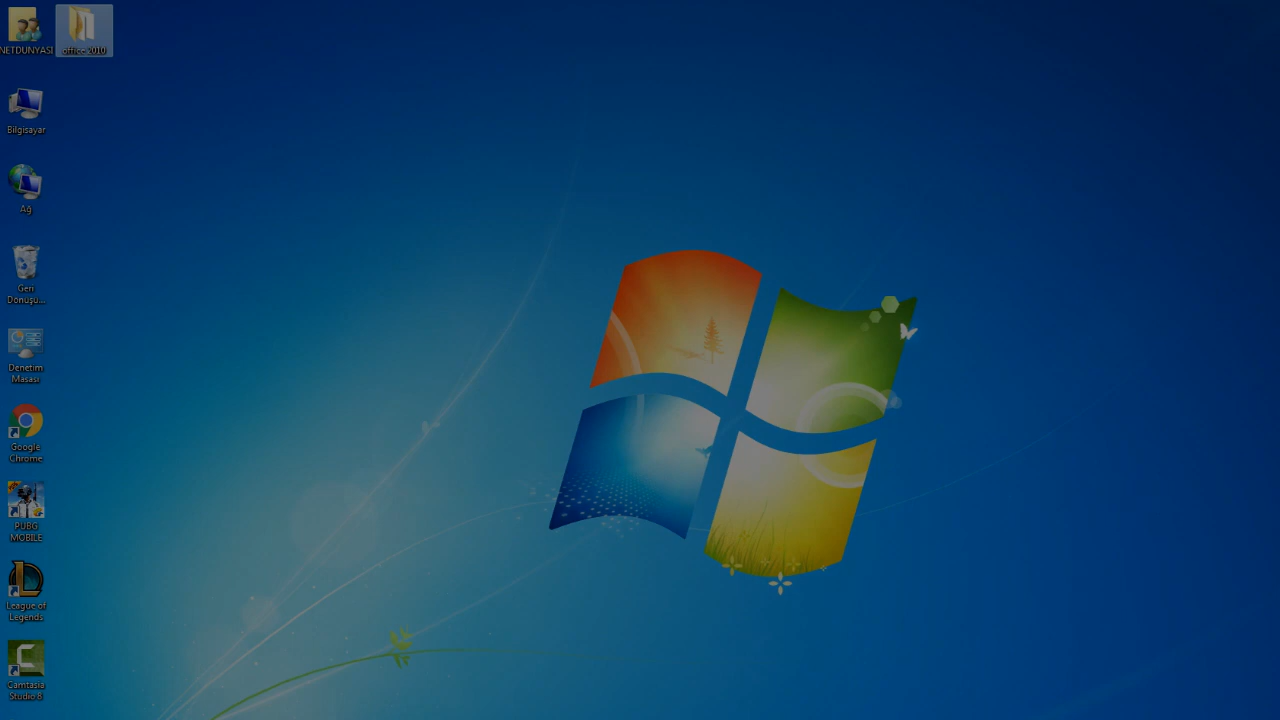 NETDUNYASI
office 2010
Bilgisayar
Ağ
Geri
Dönüşü...
Denetim
Masası
Google
Chrome
PUBG
MOBILE
League of
Legends
Camtasia
Studio 8